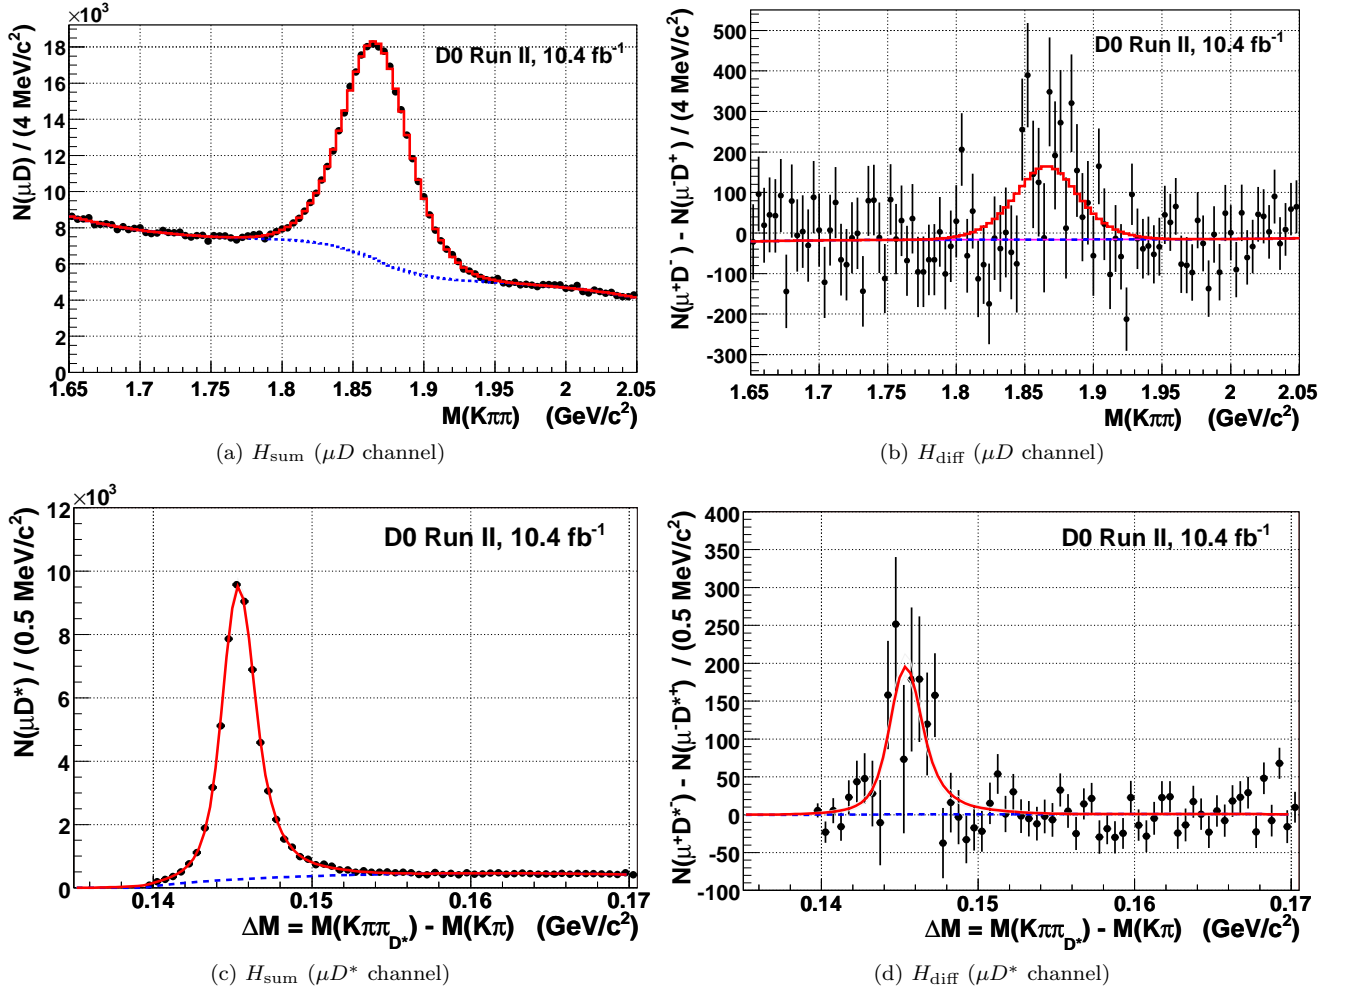 ×10³
N(μD) / (4 MeV/c²)
D0 Run II, 10.4 fb⁻¹
18
16
14
12
10
8
6
4
2
0
1.65 1.7 1.75 1.8 1.85 1.9 1.95 2 2.05
M(Kππ) (GeV/c²)
(a) H_sum (μD channel)
N(μ⁺D⁻) - N(μ⁻D⁺) / (4 MeV/c²)
D0 Run II, 10.4 fb⁻¹
500
400
300
200
100
0
-100
-200
-300
1.65 1.7 1.75 1.8 1.85 1.9 1.95 2 2.05
M(Kππ) (GeV/c²)
(b) H_diff (μD channel)
×10³
N(μD*) / (0.5 MeV/c²)
D0 Run II, 10.4 fb⁻¹
12
10
8
6
4
2
0
0.14 0.15 0.16 0.17
ΔM = M(Kππ_D*) - M(Kπ) (GeV/c²)
(c) H_sum (μD* channel)
N(μ⁺D*⁻) - N(μ⁻D*⁺) / (0.5 MeV/c²)
D0 Run II, 10.4 fb⁻¹
400
350
300
250
200
150
100
50
0
-50
-100
0.14 0.15 0.16 0.17
ΔM = M(Kππ_D*) - M(Kπ) (GeV/c²)
(d) H_diff (μD* channel)